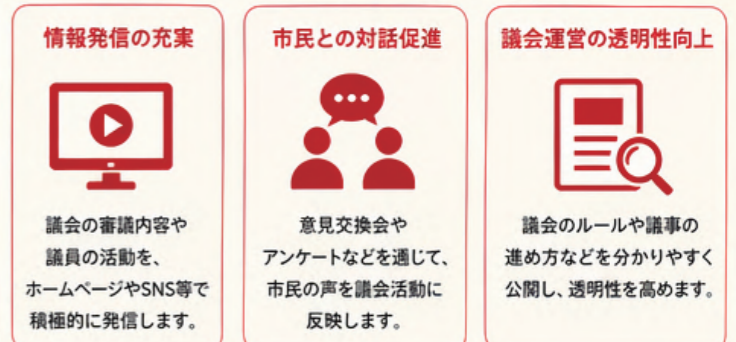 情報発信の充実
議会の審議内容や
議員の活動を、
ホームページやSNS等で
積極的に発信します。
市民との対話促進
意見交換会や
アンケートなどを通じて、
市民の声を議会活動に
反映します。
議会運営の透明性向上
議会のルールや議事の
進め方などを分かりやすく
公開し、透明性を高めます。